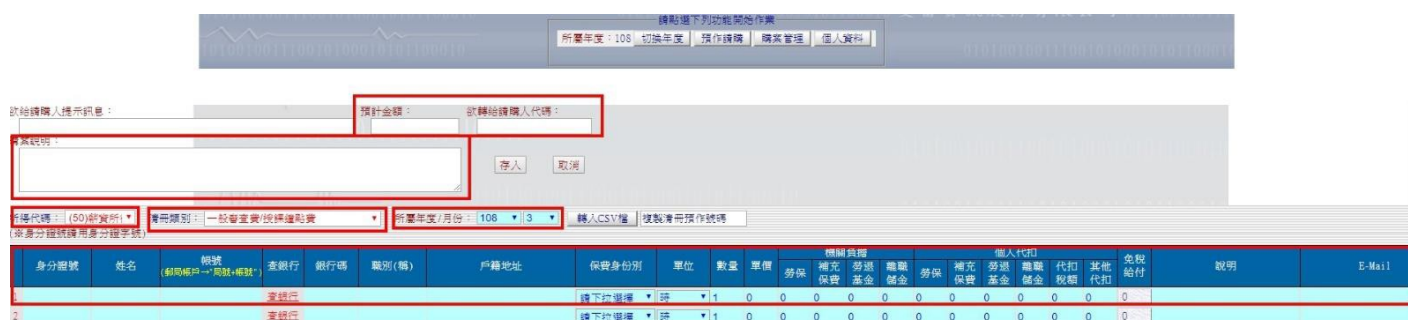 請點選下列功能開始作業
所屬年度：108 切換年度 預作請購 購案管理 個人資料
欲給請購人提示訊息： 預計金額： 欲轉給請購人代碼：
購案說明：
存入 取消
所得代碼： (50)薪資所 清冊類別： 一般審查費/授課鐘點費 所屬年度/月份： 108 3 轉入CSV檔 複製清冊預作號碼
(※身分證號請用身分證字號)
機關負擔 個人代扣
身分證號 姓名 帳號 查銀行 銀行碼 職別(稱) 戶籍地址 保費身份別 單位 數量 單價 勞保 補充保費 勞退基金 離職儲金 勞保 補充保費 勞退基金 離職儲金 代扣稅額 其他代扣 免稅給付 說明 E-Mail
(郵局帳戶→"局號+帳號")
1 查銀行 請下拉選擇 時 1 0 0 0 0 0 0 0 0 0 0 0 0
2 查銀行 請下拉選擇 時 1 0 0 0 0 0 0 0 0 0 0 0 0